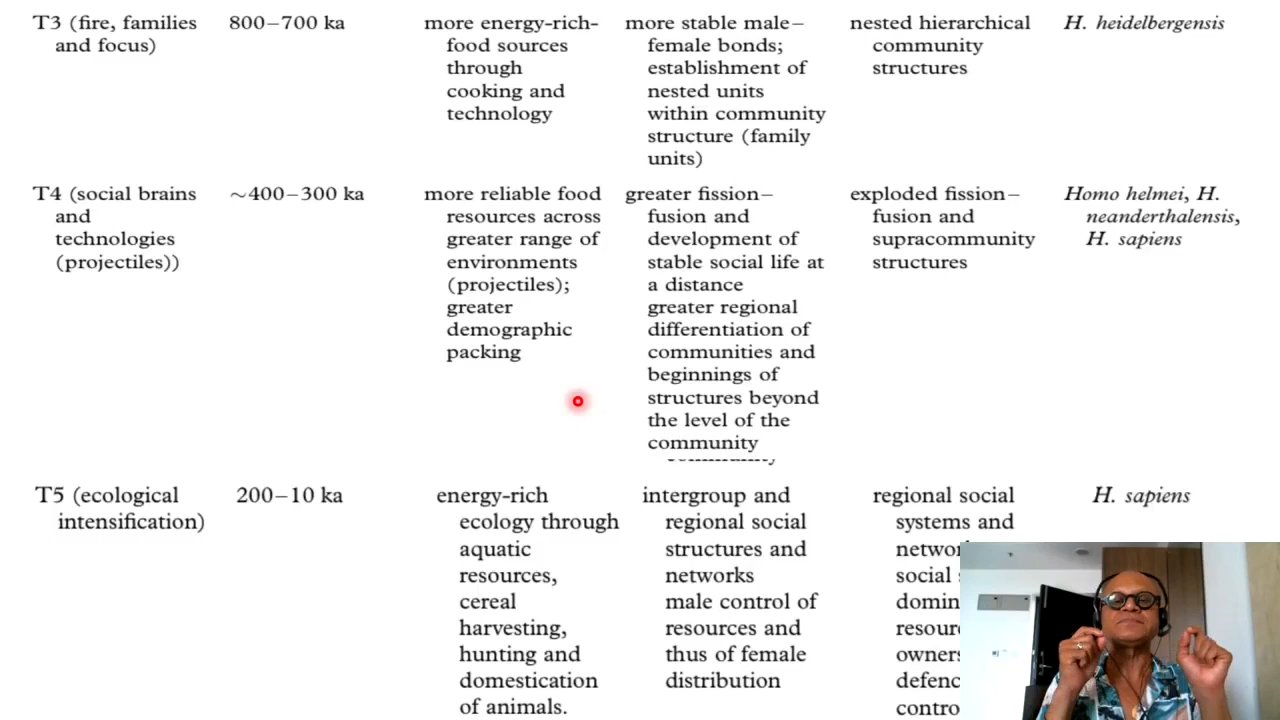 T3 (fire, families
and focus)
800–700 ka
more energy-rich-
food sources
through
cooking and
technology
more stable male–
female bonds;
establishment of
nested units
within community
structure (family
units)
nested hierarchical
community
structures
H. heidelbergensis
T4 (social brains
and
technologies
(projectiles))
~400–300 ka
more reliable food
resources across
greater range of
environments
(projectiles);
greater
demographic
packing
greater fission–
fusion and
development of
stable social life at
a distance
greater regional
differentiation of
communities and
beginnings of
structures beyond
the level of the
community
exploded fission–
fusion and
supracommunity
structures
Homo helmei, H.
neanderthalensis,
H. sapiens
T5 (ecological
intensification)
200–10 ka
energy-rich
ecology through
aquatic
resources,
cereal
harvesting,
hunting and
domestication
of animals.
intergroup and
regional social
structures and
networks
male control of
resources and
thus of female
distribution
regional social
systems and
social
H. sapiens